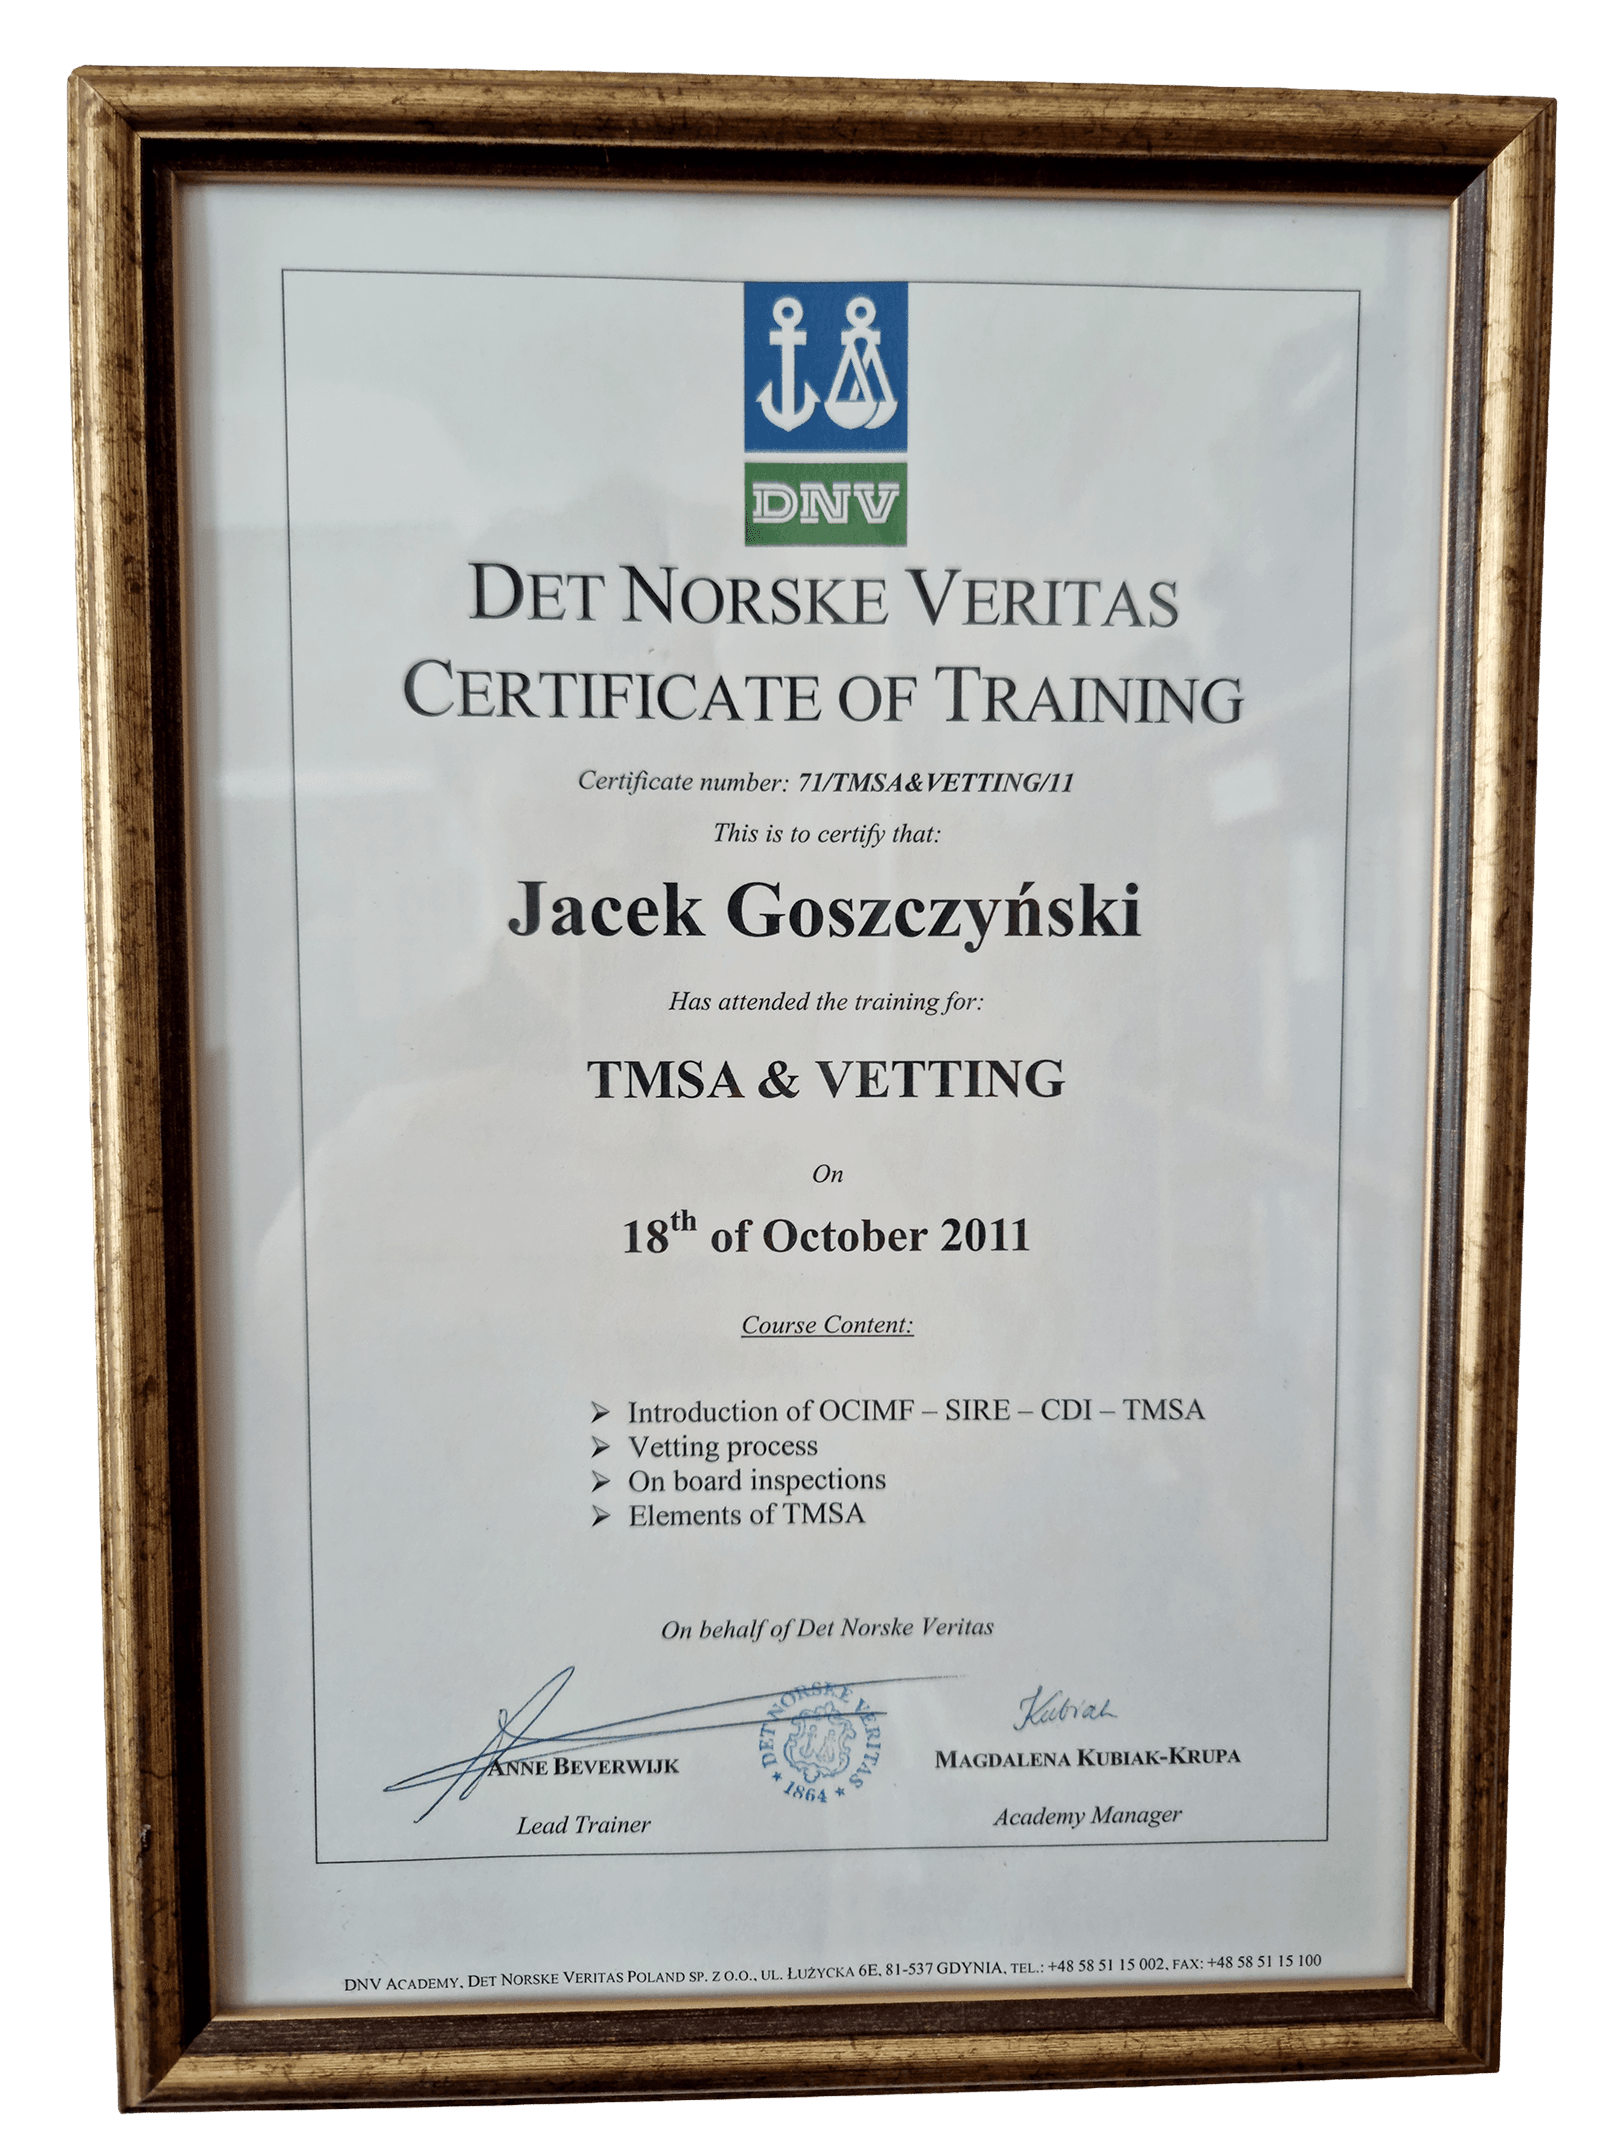 DNV
DET NORSKE VERITAS
CERTIFICATE OF TRAINING
Certificate number: 71/TMSA&VETTING/11
This is to certify that:
Jacek Goszczyński
Has attended the training for:
TMSA & VETTING
On
18th of October 2011
Course Content:
➢ Introduction of OCIMF – SIRE – CDI – TMSA
➢ Vetting process
➢ On board inspections
➢ Elements of TMSA
On behalf of Det Norske Veritas
DET NORSKE VERITAS
★ 1864 ★
Kubiak
ANNE BEVERWIJK
MAGDALENA KUBIAK-KRUPA
Lead Trainer
Academy Manager
DNV ACADEMY, DET NORSKE VERITAS POLAND SP. Z O.O., UL. ŁUŻYCKA 6E, 81-537 GDYNIA, TEL.: +48 58 51 15 002, FAX: +48 58 51 15 100